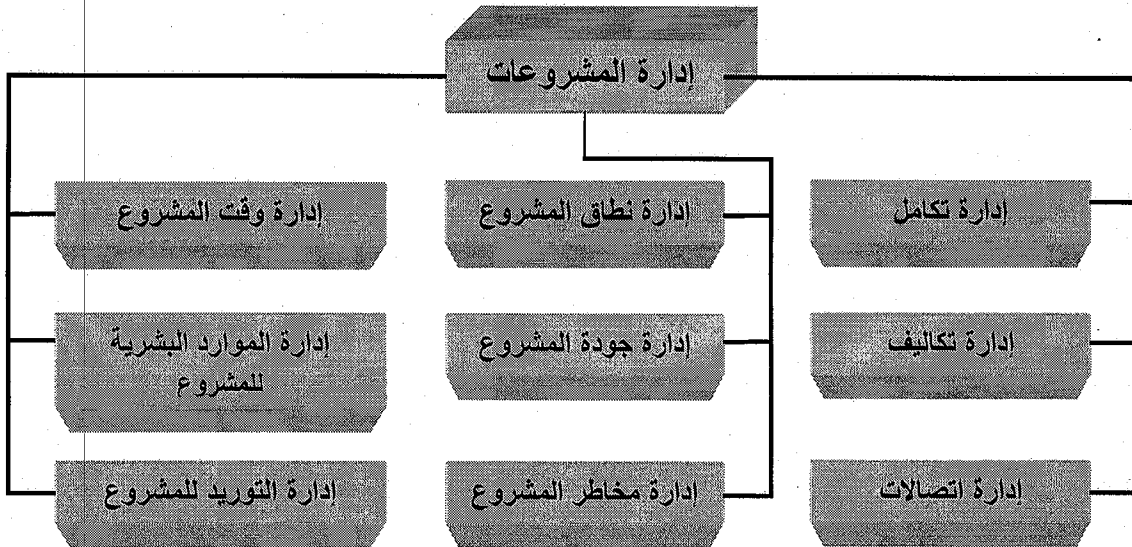 إدارة المشروعات
إدارة تكامل
إدارة نطاق المشروع
إدارة وقت المشروع
إدارة تكاليف
إدارة جودة المشروع
إدارة الموارد البشرية
للمشروع
إدارة اتصالات
إدارة مخاطر المشروع
إدارة التوريد للمشروع